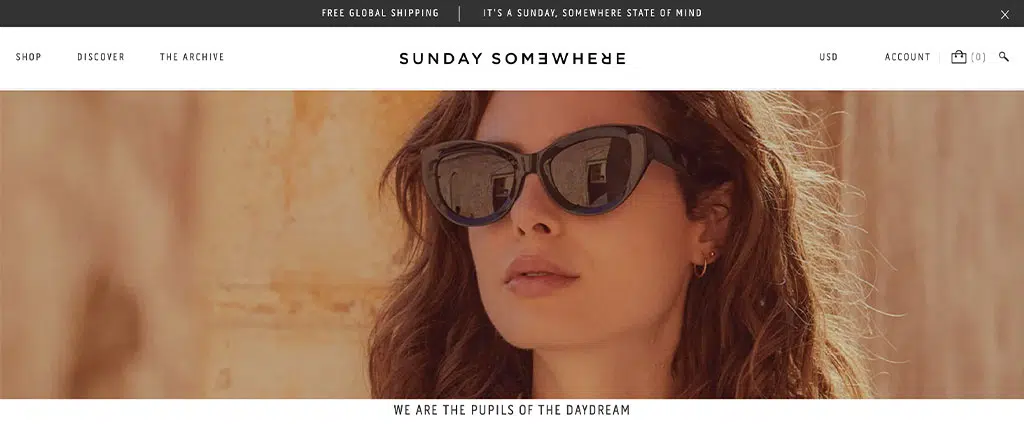 FREE GLOBAL SHIPPING | IT'S A SUNDAY, SOMEWHERE STATE OF MIND
SHOP DISCOVER THE ARCHIVE SUNDAY SOMEWHERE USD ACCOUNT (0)
WE ARE THE PUPILS OF THE DAYDREAM